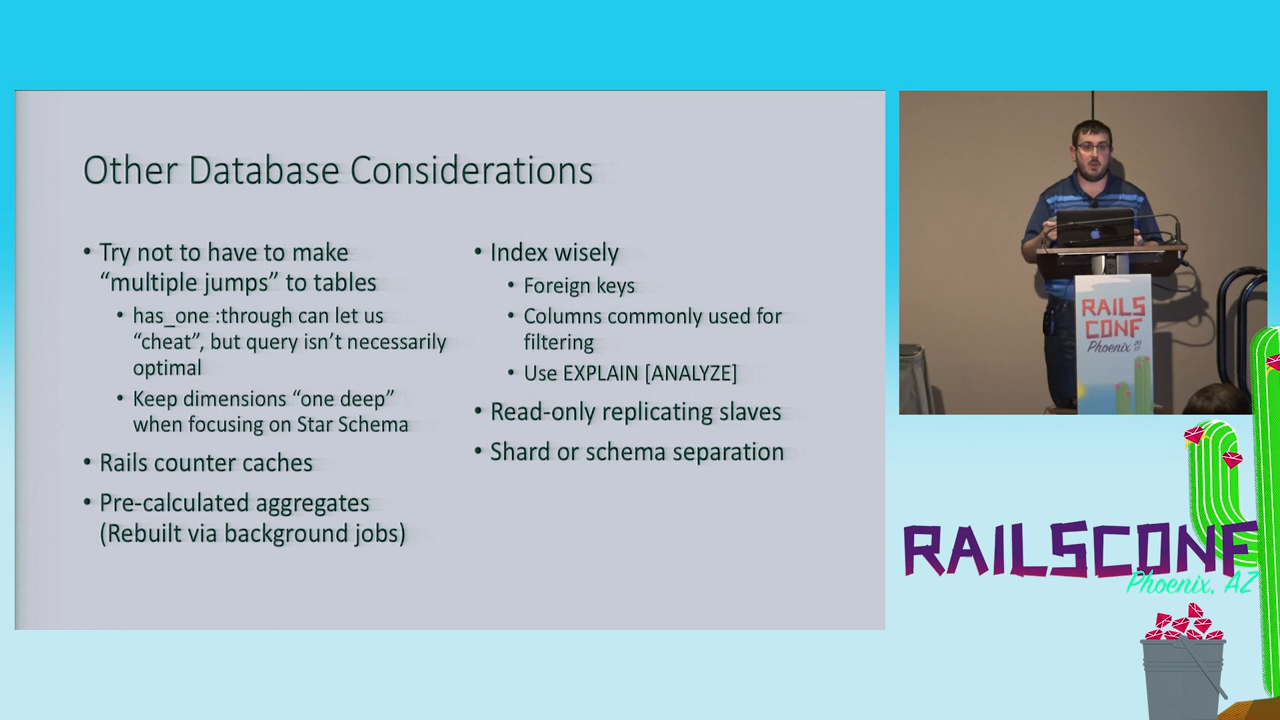 Other Database Considerations
• Try not to have to make
“multiple jumps” to tables
• has_one :through can let us
“cheat”, but query isn’t necessarily
optimal
• Keep dimensions “one deep”
when focusing on Star Schema
• Rails counter caches
• Pre-calculated aggregates
(Rebuilt via background jobs)
• Index wisely
• Foreign keys
• Columns commonly used for
filtering
• Use EXPLAIN [ANALYZE]
• Read-only replicating slaves
• Shard or schema separation
RAILS
CONF
Phoenix 2017
RAILSCONF
Phoenix, AZ